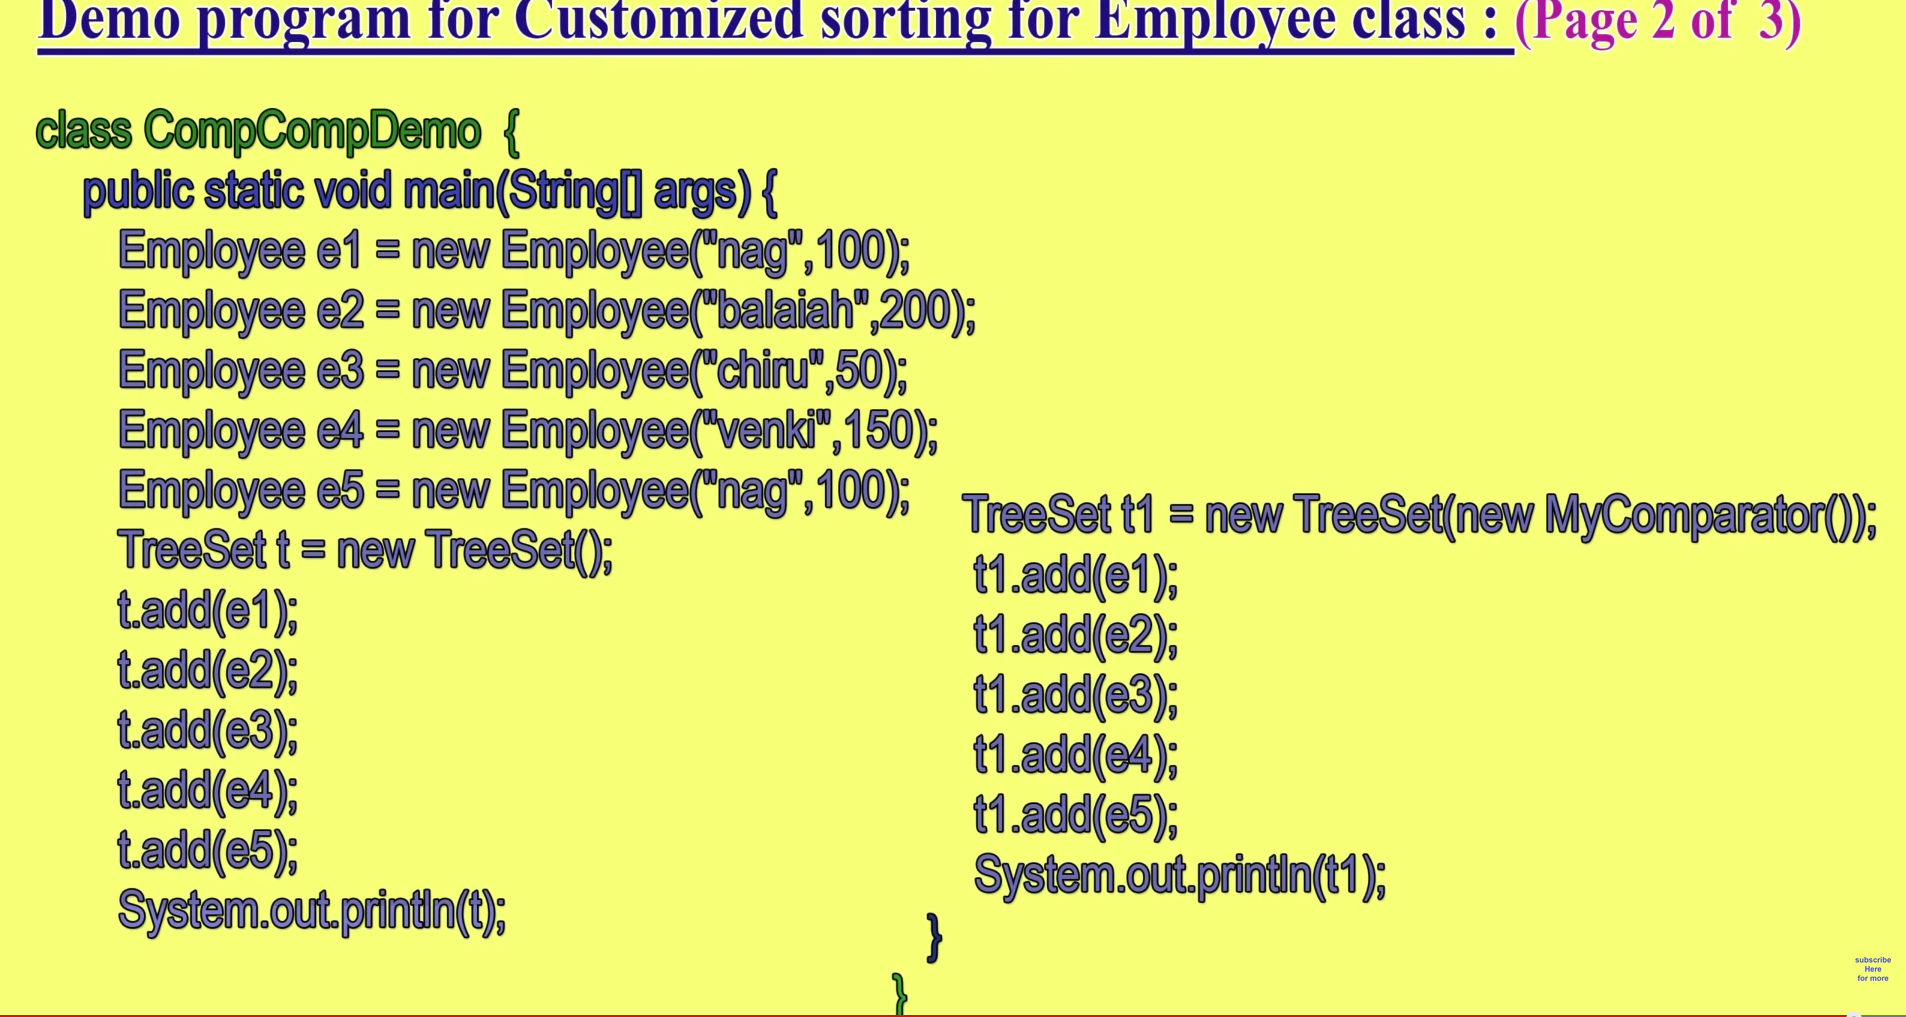 Demo program for Customized sorting for Employee class : (Page 2 of 3)
class CompCompDemo {
public static void main(String[] args) {
Employee e1 = new Employee("nag",100);
Employee e2 = new Employee("balaiah",200);
Employee e3 = new Employee("chiru",50);
Employee e4 = new Employee("venki",150);
Employee e5 = new Employee("nag",100);
TreeSet t = new TreeSet();
t.add(e1);
t.add(e2);
t.add(e3);
t.add(e4);
t.add(e5);
System.out.println(t);
TreeSet t1 = new TreeSet(new MyComparator());
t1.add(e1);
t1.add(e2);
t1.add(e3);
t1.add(e4);
t1.add(e5);
System.out.println(t1);
}
}
subscribe
Here
for more